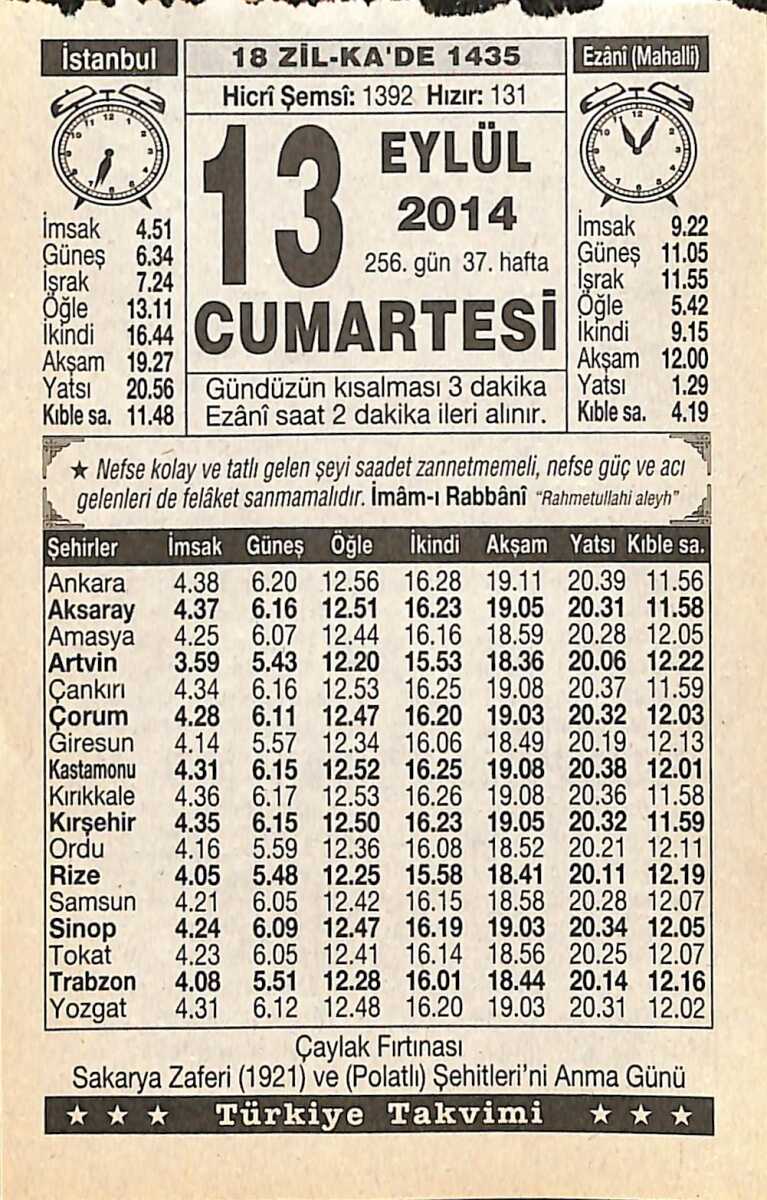 İstanbul
18 ZİL-KA'DE 1435
Ezânî (Mahallî)
Hicrî Şemsî: 1392 Hızır: 131
13
EYLÜL
2014
256. gün 37. hafta
CUMARTESİ
İmsak 4.51
Güneş 6.34
İşrak 7.24
Öğle 13.11
İkindi 16.44
Akşam 19.27
Yatsı 20.56
Kıble sa. 11.48
İmsak 9.22
Güneş 11.05
İşrak 11.55
Öğle 5.42
İkindi 9.15
Akşam 12.00
Yatsı 1.29
Kıble sa. 4.19
Gündüzün kısalması 3 dakika
Ezânî saat 2 dakika ileri alınır.
★ Nefse kolay ve tatlı gelen şeyi saadet zannetmemeli, nefse güç ve acı
gelenleri de felâket sanmamalıdır. İmâm-ı Rabbânî "Rahmetullahi aleyh"
Şehirler İmsak Güneş Öğle İkindi Akşam Yatsı Kıble sa.
Ankara 4.38 6.20 12.56 16.28 19.11 20.39 11.56
Aksaray 4.37 6.16 12.51 16.23 19.05 20.31 11.58
Amasya 4.25 6.07 12.44 16.16 18.59 20.28 12.05
Artvin 3.59 5.43 12.20 15.53 18.36 20.06 12.22
Çankırı 4.34 6.16 12.53 16.25 19.08 20.37 11.59
Çorum 4.28 6.11 12.47 16.20 19.03 20.32 12.03
Giresun 4.14 5.57 12.34 16.06 18.49 20.19 12.13
Kastamonu 4.31 6.15 12.52 16.25 19.08 20.38 12.01
Kırıkkale 4.36 6.17 12.53 16.26 19.08 20.36 11.58
Kırşehir 4.35 6.15 12.50 16.23 19.05 20.32 11.59
Ordu 4.16 5.59 12.36 16.08 18.52 20.21 12.11
Rize 4.05 5.48 12.25 15.58 18.41 20.11 12.19
Samsun 4.21 6.05 12.42 16.15 18.58 20.28 12.07
Sinop 4.24 6.09 12.47 16.19 19.03 20.34 12.05
Tokat 4.23 6.05 12.41 16.14 18.56 20.25 12.07
Trabzon 4.08 5.51 12.28 16.01 18.44 20.14 12.16
Yozgat 4.31 6.12 12.48 16.20 19.03 20.31 12.02
Çaylak Fırtınası
Sakarya Zaferi (1921) ve (Polatlı) Şehitleri'ni Anma Günü
★ ★ ★ Türkiye Takvimi ★ ★ ★